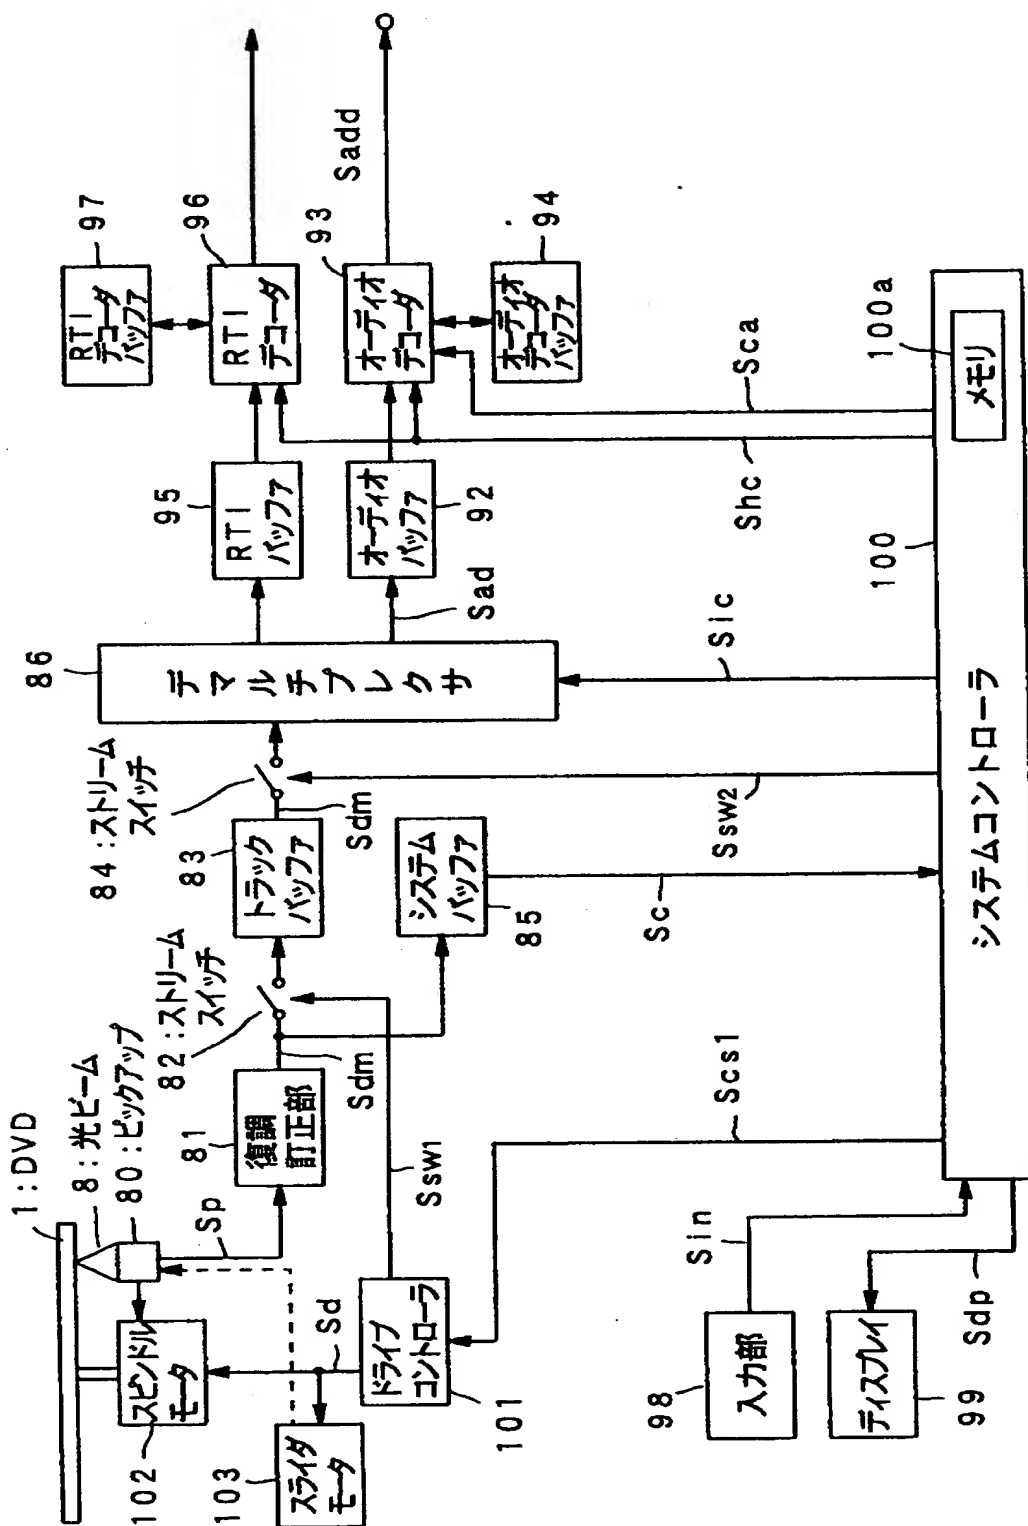 1:DVD
8:光ビーム
80:ピックアップ
82:ストリーム
スイッチ
84:ストリーム
スイッチ
86
95
97
RTI
デコーダ
バッファ
96
102
スピンドル
モータ
Sp
復調
訂正部
81
Sdm
トラック
バッファ
83
Sdm
デマルチプレクサ
RTI
バッファ
RTI
デコーダ
93
Sadd
103
スライダ
モータ
Sd
ドライブ
コントローラ
101
Ssw1
システム
バッファ
85
Sad
オーディオ
バッファ
92
オーディオ
デコーダ
オーディオ
デコーダ
バッファ
94
Scs1
Sc
Ssw2
Slc
Shc
Sca
98
入力部
Sin
ディスプレイ
99
Sdp
システムコントローラ
100
メモリ
100a